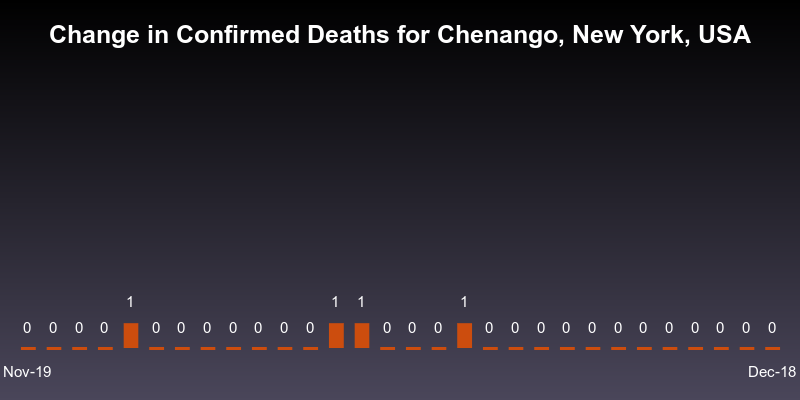 Change in Confirmed Deaths for Chenango, New York, USA
1 1 1 1
0 0 0 0 0 0 0 0 0 0 0 0 0 0 0 0 0 0 0 0 0 0 0 0 0 0
Nov-19 Dec-18